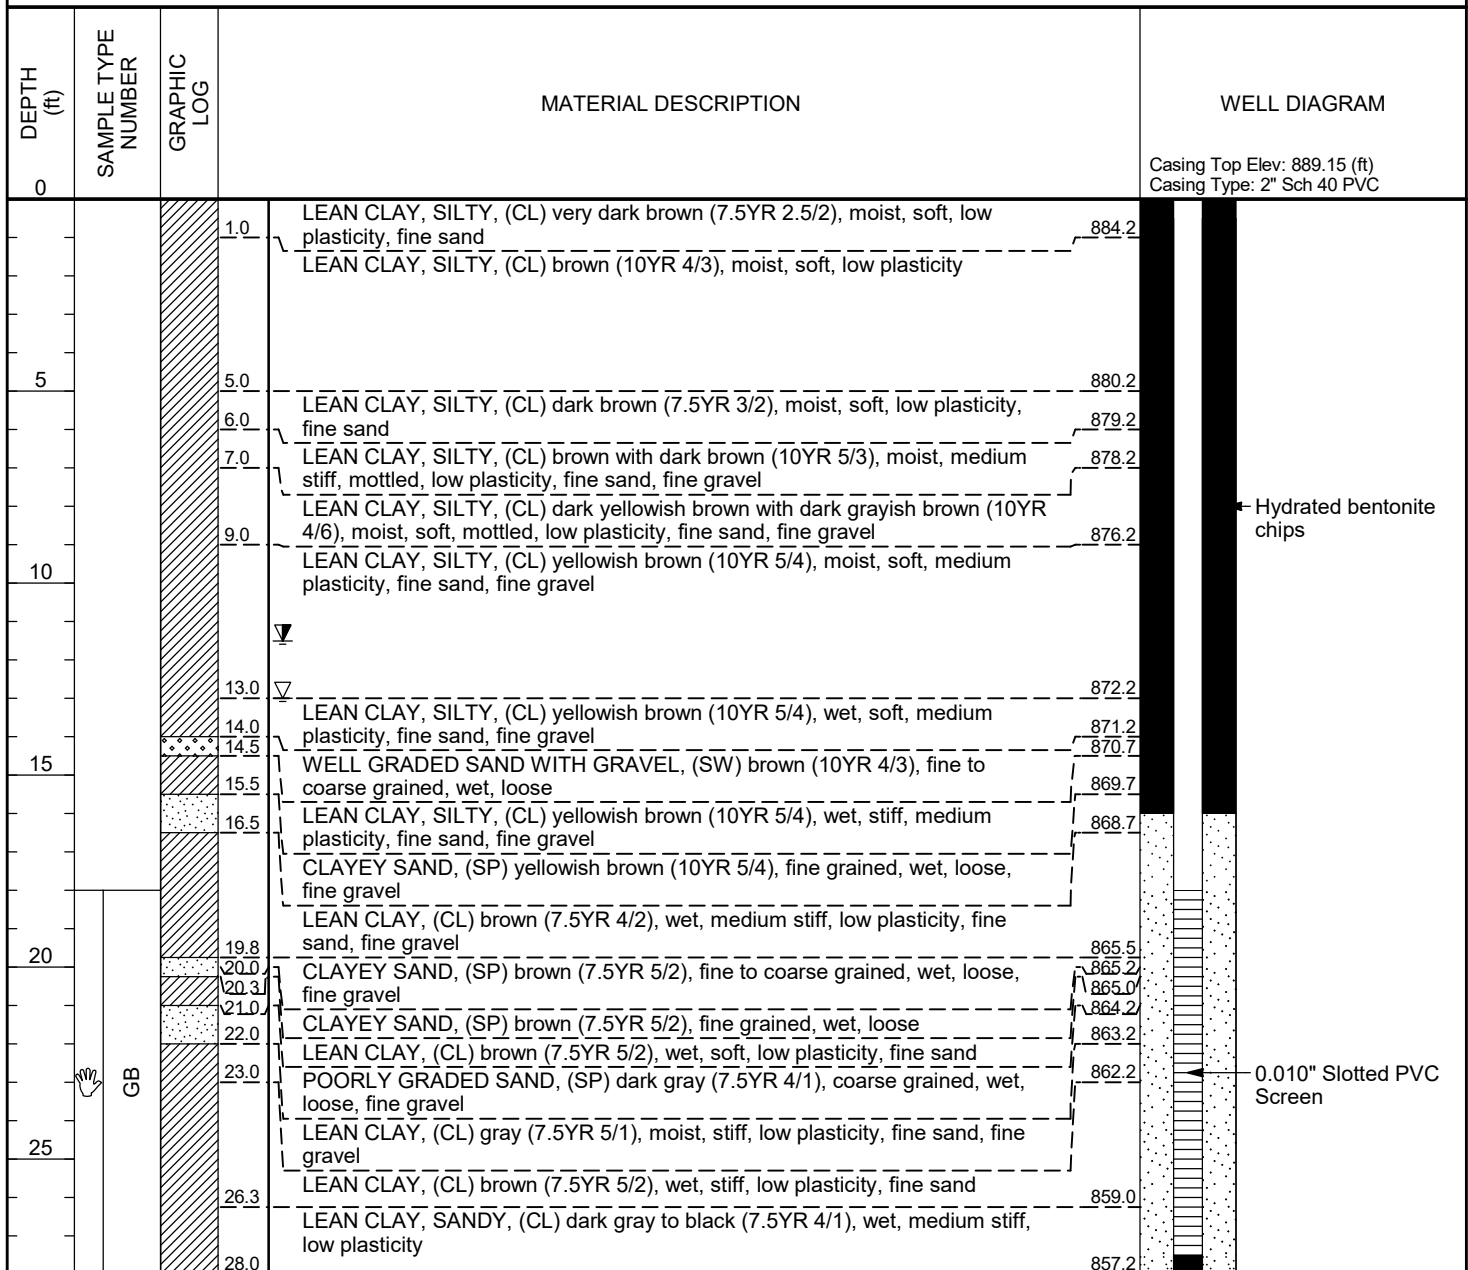 DEPTH
(ft)
SAMPLE TYPE
NUMBER
GRAPHIC
LOG
MATERIAL DESCRIPTION
WELL DIAGRAM
Casing Top Elev: 889.15 (ft)
Casing Type: 2" Sch 40 PVC
0
LEAN CLAY, SILTY, (CL) very dark brown (7.5YR 2.5/2), moist, soft, low
plasticity, fine sand
1.0
884.2
LEAN CLAY, SILTY, (CL) brown (10YR 4/3), moist, soft, low plasticity
5
5.0
880.2
LEAN CLAY, SILTY, (CL) dark brown (7.5YR 3/2), moist, soft, low plasticity,
fine sand
6.0
879.2
LEAN CLAY, SILTY, (CL) brown with dark brown (10YR 5/3), moist, medium
stiff, mottled, low plasticity, fine sand, fine gravel
7.0
878.2
LEAN CLAY, SILTY, (CL) dark yellowish brown with dark grayish brown (10YR
4/6), moist, soft, mottled, low plasticity, fine sand, fine gravel
9.0
876.2
Hydrated bentonite
chips
LEAN CLAY, SILTY, (CL) yellowish brown (10YR 5/4), moist, soft, medium
plasticity, fine sand, fine gravel
10
13.0
872.2
LEAN CLAY, SILTY, (CL) yellowish brown (10YR 5/4), wet, soft, medium
plasticity, fine sand, fine gravel
14.0
871.2
14.5
870.7
WELL GRADED SAND WITH GRAVEL, (SW) brown (10YR 4/3), fine to
coarse grained, wet, loose
15
15.5
869.7
LEAN CLAY, SILTY, (CL) yellowish brown (10YR 5/4), wet, stiff, medium
plasticity, fine sand, fine gravel
16.5
868.7
CLAYEY SAND, (SP) yellowish brown (10YR 5/4), fine grained, wet, loose,
fine gravel
LEAN CLAY, (CL) brown (7.5YR 4/2), wet, medium stiff, low plasticity, fine
sand, fine gravel
19.8
865.5
20
20.0
865.2
CLAYEY SAND, (SP) brown (7.5YR 5/2), fine to coarse grained, wet, loose,
fine gravel
20.3
865.0
21.0
864.2
CLAYEY SAND, (SP) brown (7.5YR 5/2), fine grained, wet, loose
22.0
863.2
LEAN CLAY, (CL) brown (7.5YR 5/2), wet, soft, low plasticity, fine sand
23.0
862.2
GB
POORLY GRADED SAND, (SP) dark gray (7.5YR 4/1), coarse grained, wet,
loose, fine gravel
0.010" Slotted PVC
Screen
LEAN CLAY, (CL) gray (7.5YR 5/1), moist, stiff, low plasticity, fine sand, fine
gravel
25
LEAN CLAY, (CL) brown (7.5YR 5/2), wet, stiff, low plasticity, fine sand
26.3
859.0
LEAN CLAY, SANDY, (CL) dark gray to black (7.5YR 4/1), wet, medium stiff,
low plasticity
28.0
857.2